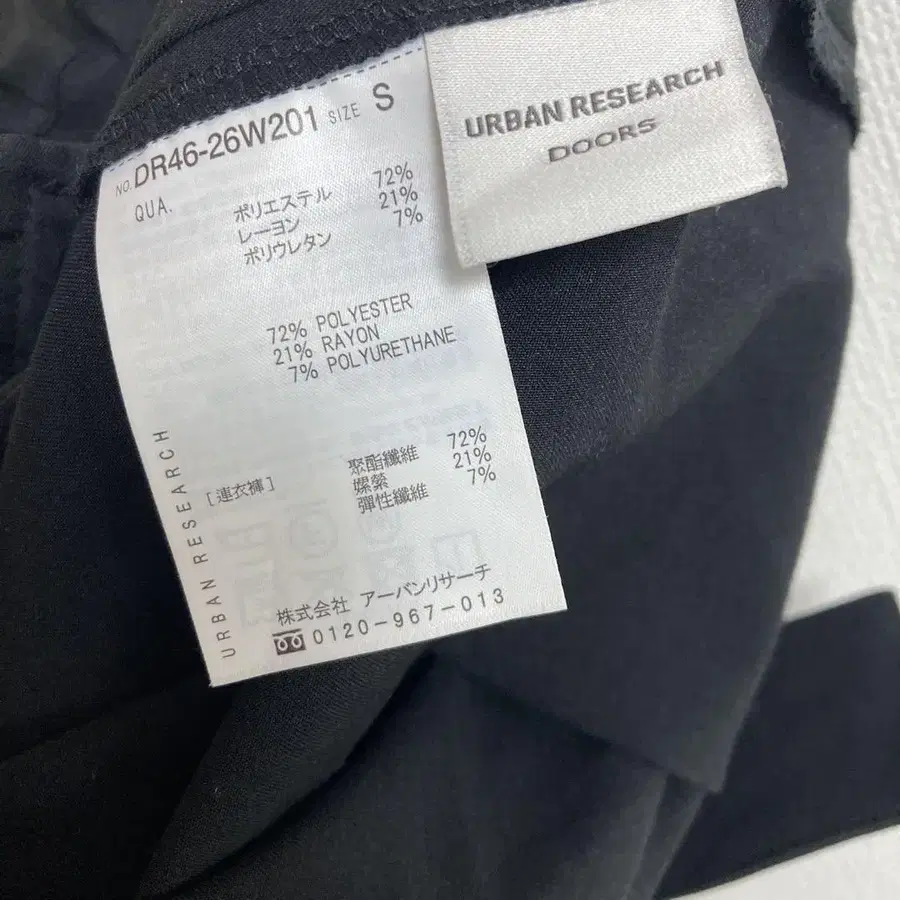 URBAN RESEARCH
DOORS
NO. DR46-26W201 SIZE S
QUA.
ポリエステル 72%
レーヨン 21%
ポリウレタン 7%
72% POLYESTER
21% RAYON
7% POLYURETHANE
聚酯纖維 72%
[連衣褲] 嫘縈 21%
彈性纖維 7%
株式会社 アーバンリサーチ
0120-967-013
URBAN RESEARCH